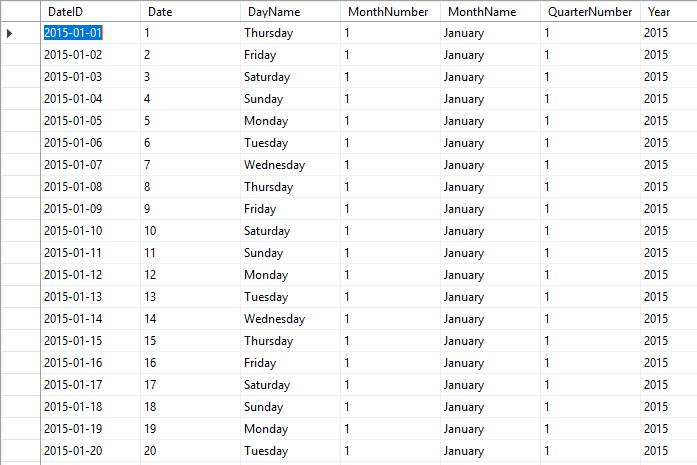 DateID Date DayName MonthNumber MonthName QuarterNumber Year
2015-01-01 1 Thursday 1 January 1 2015
2015-01-02 2 Friday 1 January 1 2015
2015-01-03 3 Saturday 1 January 1 2015
2015-01-04 4 Sunday 1 January 1 2015
2015-01-05 5 Monday 1 January 1 2015
2015-01-06 6 Tuesday 1 January 1 2015
2015-01-07 7 Wednesday 1 January 1 2015
2015-01-08 8 Thursday 1 January 1 2015
2015-01-09 9 Friday 1 January 1 2015
2015-01-10 10 Saturday 1 January 1 2015
2015-01-11 11 Sunday 1 January 1 2015
2015-01-12 12 Monday 1 January 1 2015
2015-01-13 13 Tuesday 1 January 1 2015
2015-01-14 14 Wednesday 1 January 1 2015
2015-01-15 15 Thursday 1 January 1 2015
2015-01-16 16 Friday 1 January 1 2015
2015-01-17 17 Saturday 1 January 1 2015
2015-01-18 18 Sunday 1 January 1 2015
2015-01-19 19 Monday 1 January 1 2015
2015-01-20 20 Tuesday 1 January 1 2015